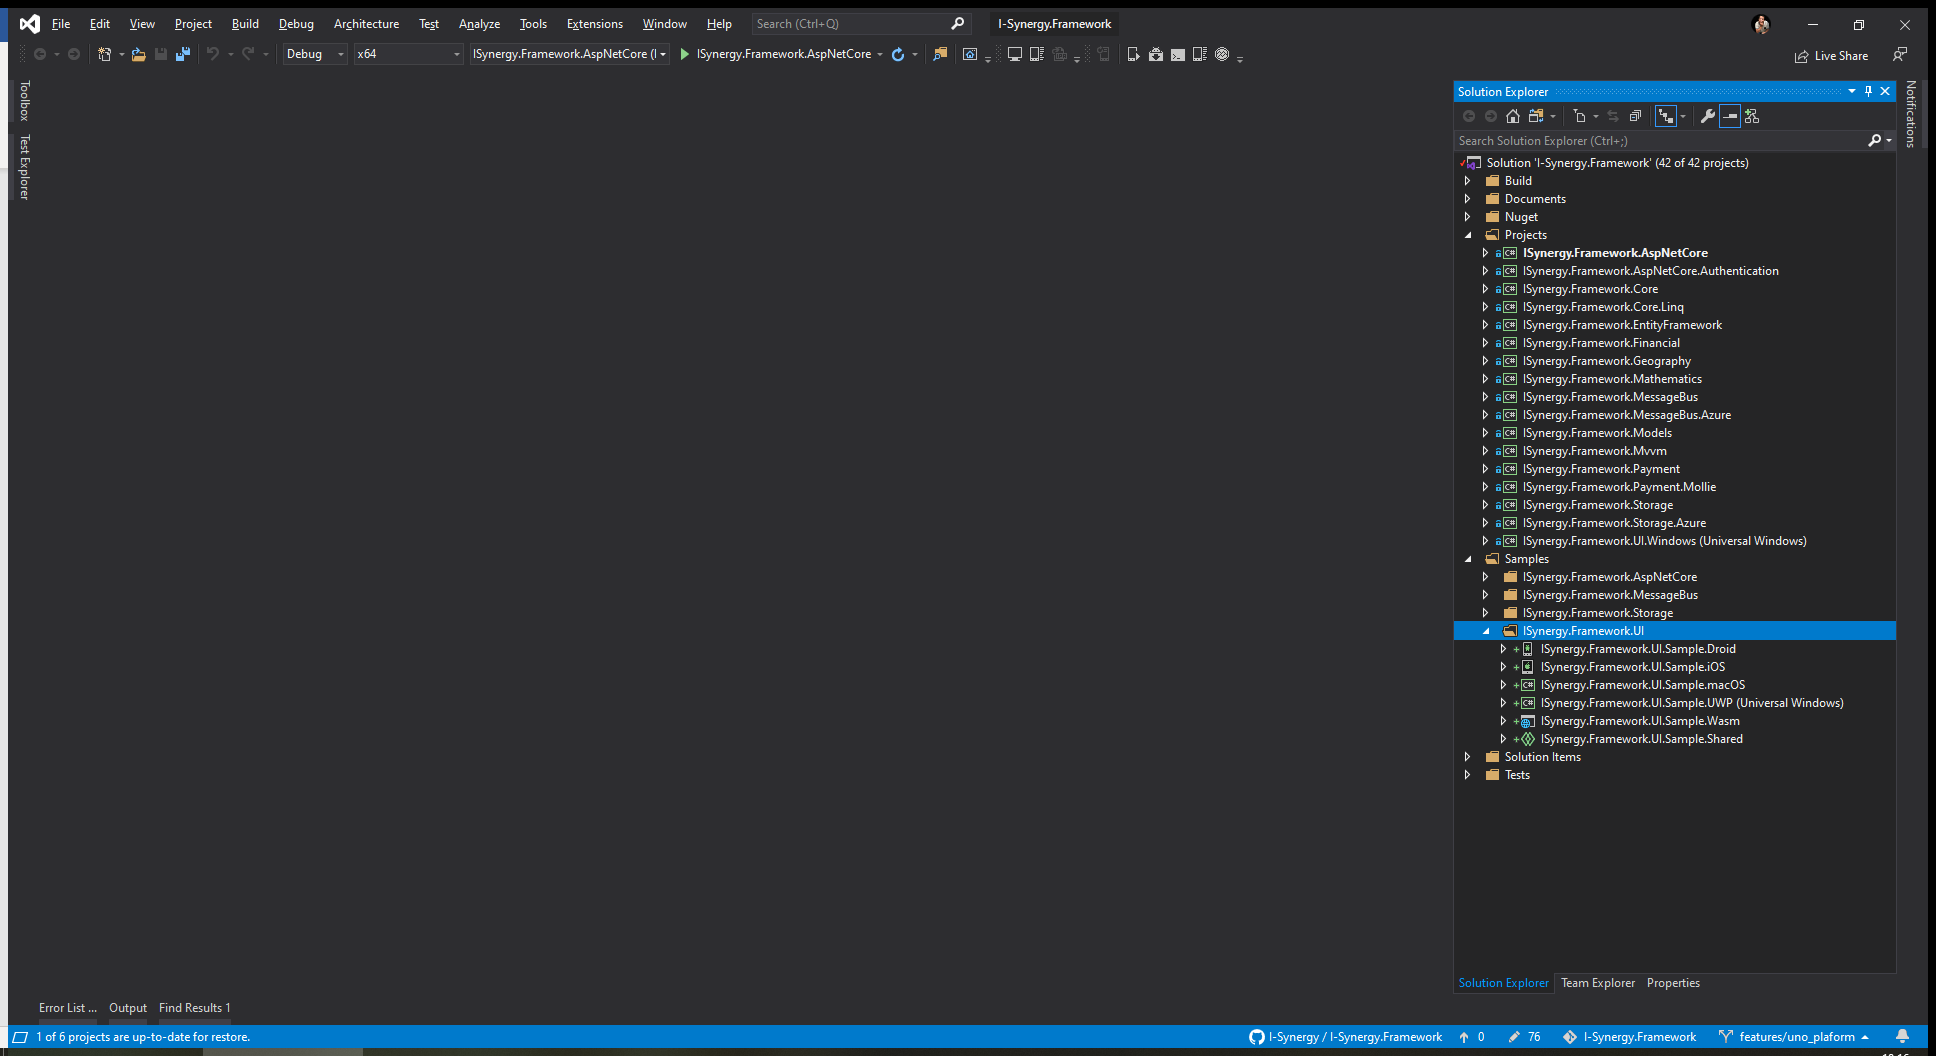 File Edit View Project Build Debug Architecture Test Analyze Tools Extensions Window Help Search (Ctrl+Q) I-Synergy.Framework
Debug x64 ISynergy.Framework.AspNetCore (I ISynergy.Framework.AspNetCore Live Share
Toolbox
Test Explorer
Solution Explorer
Search Solution Explorer (Ctrl+;)
Solution 'I-Synergy.Framework' (42 of 42 projects)
Build
Documents
Nuget
Projects
ISynergy.Framework.AspNetCore
ISynergy.Framework.AspNetCore.Authentication
ISynergy.Framework.Core
ISynergy.Framework.Core.Linq
ISynergy.Framework.EntityFramework
ISynergy.Framework.Financial
ISynergy.Framework.Geography
ISynergy.Framework.Mathematics
ISynergy.Framework.MessageBus
ISynergy.Framework.MessageBus.Azure
ISynergy.Framework.Models
ISynergy.Framework.Mvvm
ISynergy.Framework.Payment
ISynergy.Framework.Payment.Mollie
ISynergy.Framework.Storage
ISynergy.Framework.Storage.Azure
ISynergy.Framework.UI.Windows (Universal Windows)
Samples
ISynergy.Framework.AspNetCore
ISynergy.Framework.MessageBus
ISynergy.Framework.Storage
ISynergy.Framework.UI
ISynergy.Framework.UI.Sample.Droid
ISynergy.Framework.UI.Sample.iOS
ISynergy.Framework.UI.Sample.macOS
ISynergy.Framework.UI.Sample.UWP (Universal Windows)
ISynergy.Framework.UI.Sample.Wasm
ISynergy.Framework.UI.Sample.Shared
Solution Items
Tests
Notifications
Solution Explorer Team Explorer Properties
Error List ... Output Find Results 1
1 of 6 projects are up-to-date for restore. I-Synergy / I-Synergy.Framework 0 76 I-Synergy.Framework features/uno_plaform